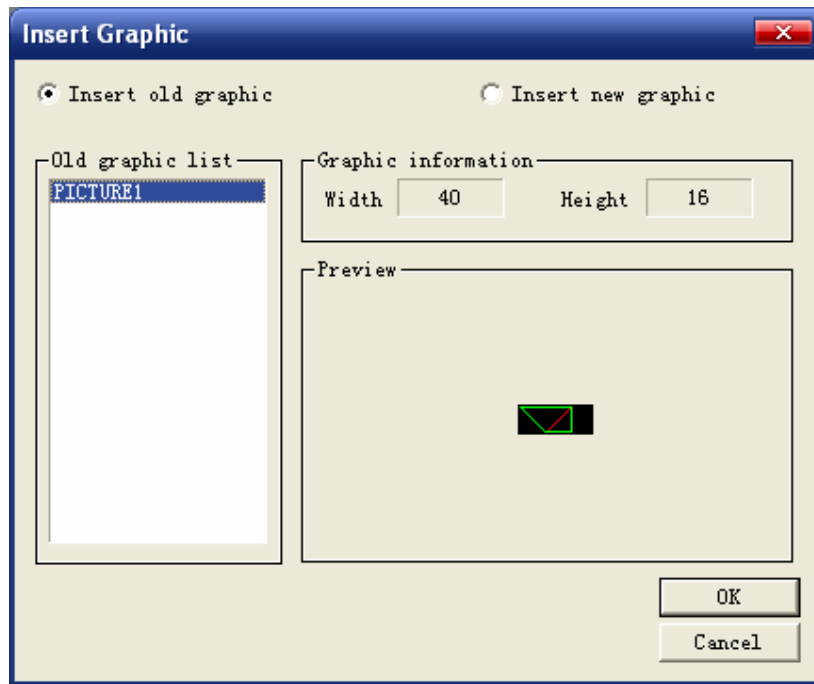 Insert Graphic
Insert old graphic
Insert new graphic
Old graphic list
PICTURE1
Graphic information
Width 40 Height 16
Preview
OK
Cancel